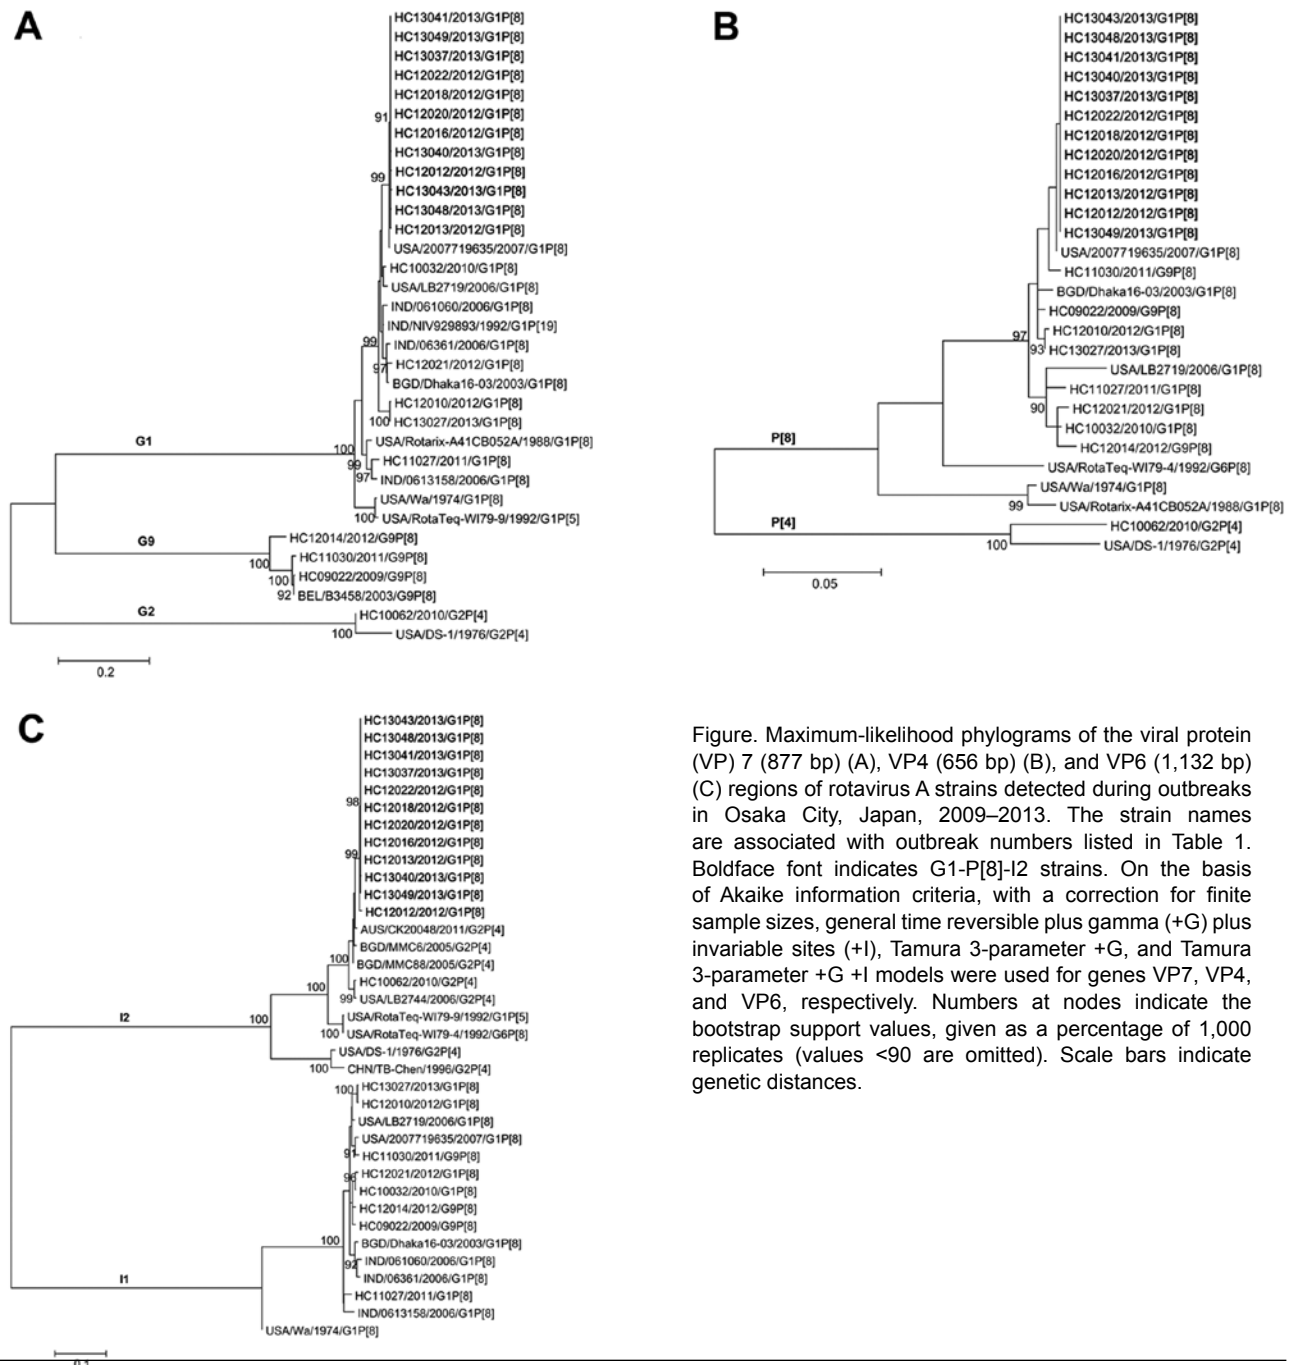 A
HC13041/2013/G1P[8]
HC13049/2013/G1P[8]
HC13037/2013/G1P[8]
HC12022/2012/G1P[8]
HC12018/2012/G1P[8]
HC12020/2012/G1P[8]
91
HC12016/2012/G1P[8]
HC13040/2013/G1P[8]
HC12012/2012/G1P[8]
99
HC13043/2013/G1P[8]
HC13048/2013/G1P[8]
HC12013/2012/G1P[8]
USA/2007719635/2007/G1P[8]
HC10032/2010/G1P[8]
USA/LB2719/2006/G1P[8]
IND/061060/2006/G1P[8]
IND/NIV929893/1992/G1P[19]
99
IND/06361/2006/G1P[8]
97
HC12021/2012/G1P[8]
BGD/Dhaka16-03/2003/G1P[8]
HC12010/2012/G1P[8]
100
HC13027/2013/G1P[8]
G1
100
USA/Rotarix-A41CB052A/1988/G1P[8]
99
HC11027/2011/G1P[8]
97
IND/0613158/2006/G1P[8]
USA/Wa/1974/G1P[8]
100
USA/RotaTeq-WI79-9/1992/G1P[5]
G9
HC12014/2012/G9P[8]
100
HC11030/2011/G9P[8]
100
HC09022/2009/G9P[8]
92
BEL/B3458/2003/G9P[8]
G2
HC10062/2010/G2P[4]
100
USA/DS-1/1976/G2P[4]
0.2
B
HC13043/2013/G1P[8]
HC13048/2013/G1P[8]
HC13041/2013/G1P[8]
HC13040/2013/G1P[8]
HC13037/2013/G1P[8]
HC12022/2012/G1P[8]
HC12018/2012/G1P[8]
HC12020/2012/G1P[8]
HC12016/2012/G1P[8]
HC12013/2012/G1P[8]
HC12012/2012/G1P[8]
HC13049/2013/G1P[8]
USA/2007719635/2007/G1P[8]
HC11030/2011/G9P[8]
BGD/Dhaka16-03/2003/G1P[8]
HC09022/2009/G9P[8]
97
HC12010/2012/G1P[8]
93
HC13027/2013/G1P[8]
USA/LB2719/2006/G1P[8]
HC11027/2011/G1P[8]
90
HC12021/2012/G1P[8]
HC10032/2010/G1P[8]
P[8]
HC12014/2012/G9P[8]
USA/RotaTeq-WI79-4/1992/G6P[8]
USA/Wa/1974/G1P[8]
99
USA/Rotarix-A41CB052A/1988/G1P[8]
P[4]
HC10062/2010/G2P[4]
100
USA/DS-1/1976/G2P[4]
0.05
C
HC13043/2013/G1P[8]
HC13048/2013/G1P[8]
HC13041/2013/G1P[8]
HC13037/2013/G1P[8]
HC12022/2012/G1P[8]
98
HC12018/2012/G1P[8]
HC12020/2012/G1P[8]
HC12016/2012/G1P[8]
99
HC12013/2012/G1P[8]
HC13040/2013/G1P[8]
HC13049/2013/G1P[8]
HC12012/2012/G1P[8]
AUS/CK20048/2011/G2P[4]
BGD/MMC6/2005/G2P[4]
100
BGD/MMC88/2005/G2P[4]
HC10062/2010/G2P[4]
100
99
USA/LB2744/2006/G2P[4]
I2
100
USA/RotaTeq-WI79-9/1992/G1P[5]
100
USA/RotaTeq-WI79-4/1992/G6P[8]
USA/DS-1/1976/G2P[4]
100
CHN/TB-Chen/1996/G2P[4]
100
HC13027/2013/G1P[8]
HC12010/2012/G1P[8]
USA/LB2719/2006/G1P[8]
USA/2007719635/2007/G1P[8]
91
HC11030/2011/G9P[8]
HC12021/2012/G1P[8]
HC10032/2010/G1P[8]
HC12014/2012/G9P[8]
HC09022/2009/G9P[8]
100
BGD/Dhaka16-03/2003/G1P[8]
92
IND/061060/2006/G1P[8]
I1
IND/06361/2006/G1P[8]
HC11027/2011/G1P[8]
IND/0613158/2006/G1P[8]
USA/Wa/1974/G1P[8]
0.1
Figure. Maximum-likelihood phylograms of the viral protein
(VP) 7 (877 bp) (A), VP4 (656 bp) (B), and VP6 (1,132 bp)
(C) regions of rotavirus A strains detected during outbreaks
in Osaka City, Japan, 2009–2013. The strain names
are associated with outbreak numbers listed in Table 1.
Boldface font indicates G1-P[8]-I2 strains. On the basis
of Akaike information criteria, with a correction for finite
sample sizes, general time reversible plus gamma (+G) plus
invariable sites (+I), Tamura 3-parameter +G, and Tamura
3-parameter +G +I models were used for genes VP7, VP4,
and VP6, respectively. Numbers at nodes indicate the
bootstrap support values, given as a percentage of 1,000
replicates (values <90 are omitted). Scale bars indicate
genetic distances.